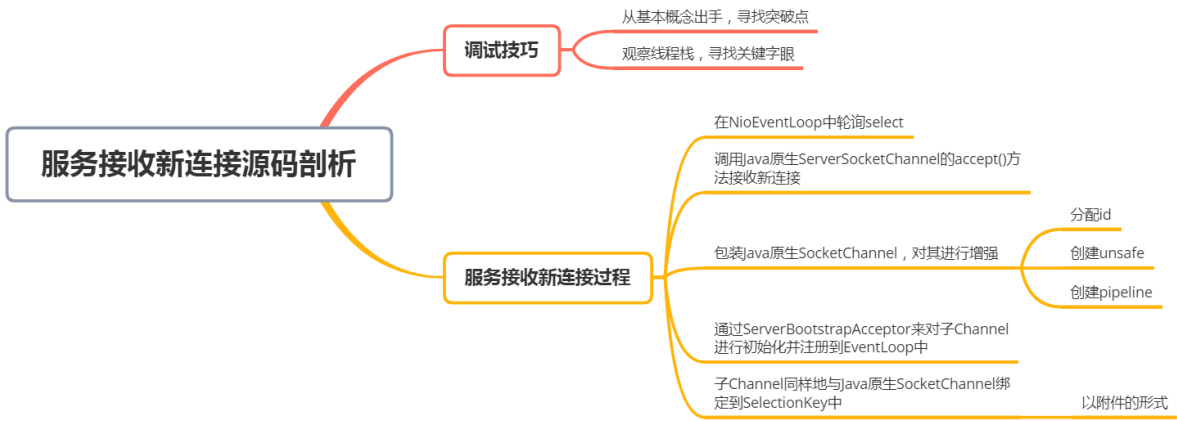 服务接收新连接源码剖析
调试技巧
从基本概念出手，寻找突破点
观察线程栈，寻找关键字眼
服务接收新连接过程
在NioEventLoop中轮询select
调用Java原生ServerSocketChannel的accept()方
法接收新连接
包装Java原生SocketChannel，对其进行增强
分配id
创建unsafe
创建pipeline
通过ServerBootstrapAcceptor来对子Channel
进行初始化并注册到EventLoop中
子Channel同样地与Java原生SocketChannel绑
定到SelectionKey中
以附件的形式